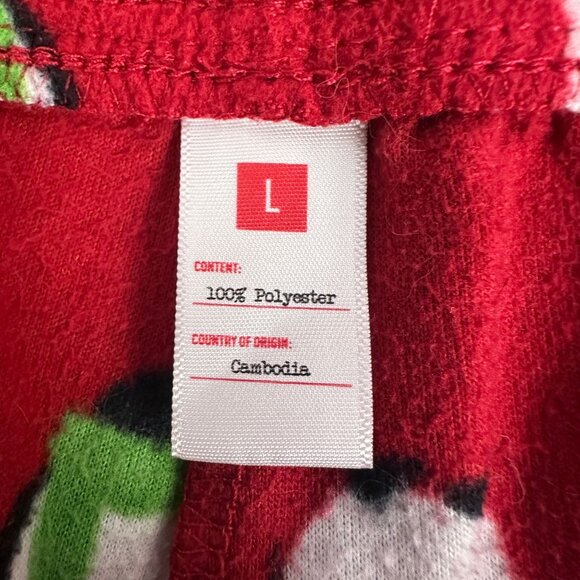 L
CONTENT:
100% Polyester
COUNTRY OF ORIGIN:
Cambodia